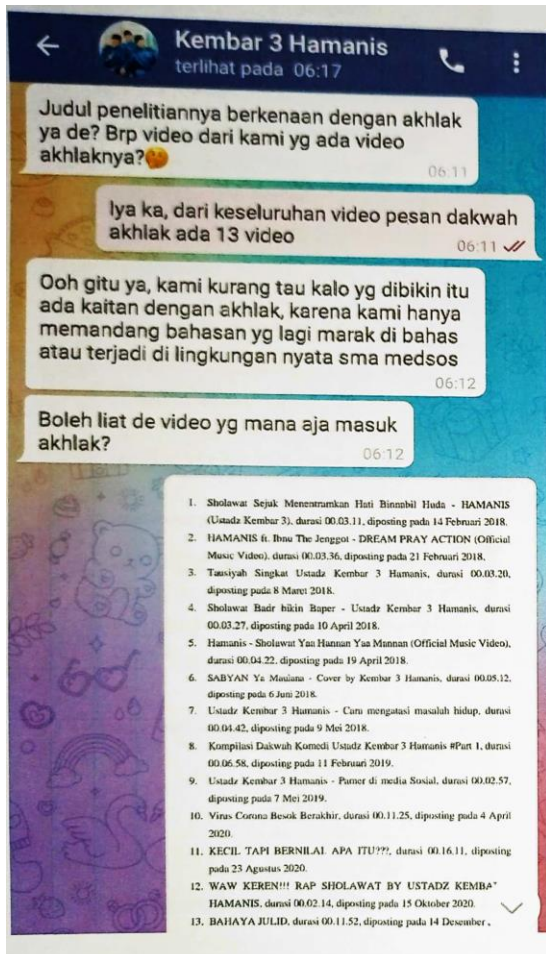 Kembar 3 Hamanis
terlihat pada 06:17
Judul penelitiannya berkenaan dengan akhlak
ya de? Brp video dari kami yg ada video
akhlaknya?🤔
06:11
Iya ka, dari keseluruhan video pesan dakwah
akhlak ada 13 video
06:11
Ooh gitu ya, kami kurang tau kalo yg dibikin itu
ada kaitan dengan akhlak, karena kami hanya
memandang bahasan yg lagi marak di bahas
atau terjadi di lingkungan nyata sma medsos
06:12
Boleh liat de video yg mana aja masuk
akhlak?
06:12
1. Sholawat Sejuk Menentramkan Hati Binnabil Huda - HAMANIS
(Ustadz Kembar 3), durasi 00.03.11, diposting pada 14 Februari 2018.
2. HAMANIS ft. Ibnu The Jenggot - DREAM PRAY ACTION (Official
Music Video), durasi 00.03.36, diposting pada 21 Februari 2018.
3. Tausiyah Singkat Ustadz Kembar 3 Hamanis, durasi 00.03.20,
diposting pada 8 Maret 2018.
4. Sholawat Badr bikin Baper - Ustadz Kembar 3 Hamanis, durasi
00.03.27, diposting pada 10 April 2018.
5. Hamanis - Sholawat Yaa Hannan Yaa Mannan (Official Music Video),
durasi 00.04.22, diposting pada 19 April 2018.
6. SABYAN Ya Maulana - Cover by Kembar 3 Hamanis, durasi 00.05.12,
diposting pada 6 Juni 2018.
7. Ustadz Kembar 3 Hamanis - Cara mengatasi masalah hidup, durasi
00.04.42, diposting pada 9 Mei 2018.
8. Kompilasi Dakwah Komedi Ustadz Kembar 3 Hamanis #Part 1, durasi
00.06.58, diposting pada 11 Februari 2019.
9. Ustadz Kembar 3 Hamanis - Pamer di media Sosial, durasi 00.02.57,
diposting pada 7 Mei 2019.
10. Virus Corona Besok Berakhir, durasi 00.11.25, diposting pada 4 April
2020.
11. KECIL TAPI BERNILAI. APA ITU???, durasi 00.16.11, diposting
pada 23 Agustus 2020.
12. WAW KEREN!!! RAP SHOLAWAT BY USTADZ KEMBA
HAMANIS, durasi 00.02.14, diposting pada 15 Oktober 2020.
13. BAHAYA JULID, durasi 00.11.52, diposting pada 14 Desember